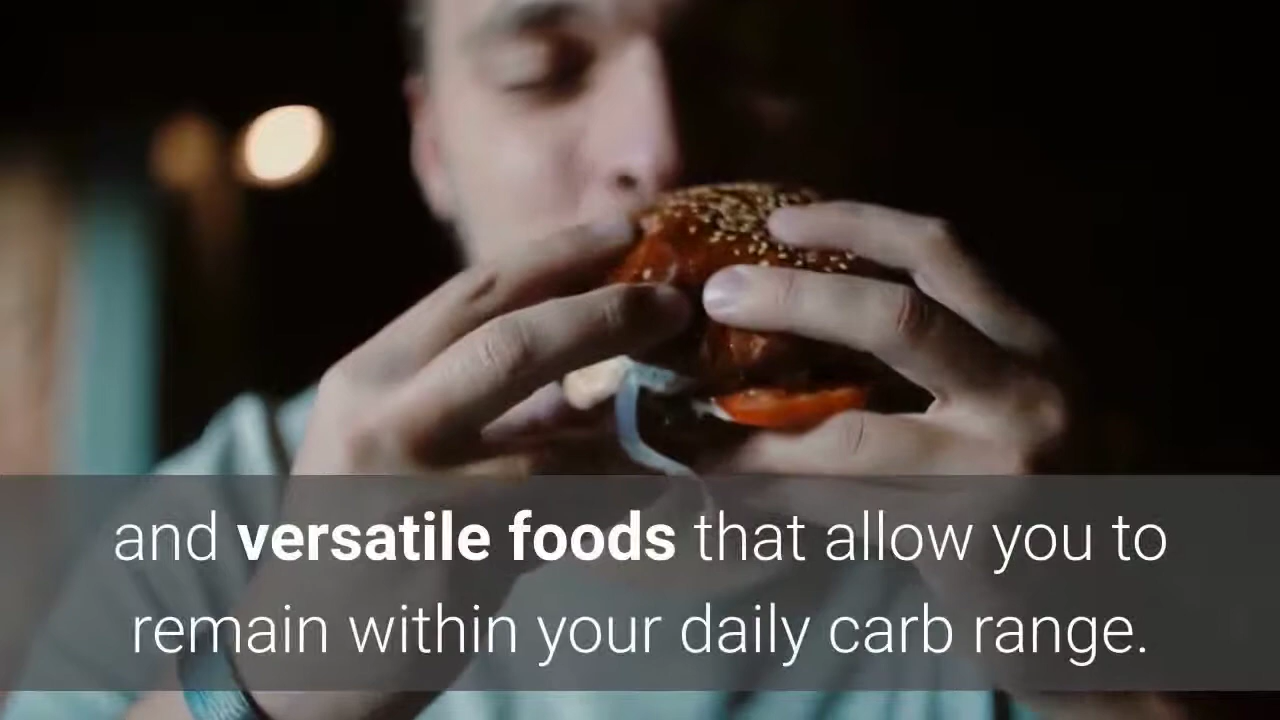 and versatile foods that allow you to
remain within your daily carb range.